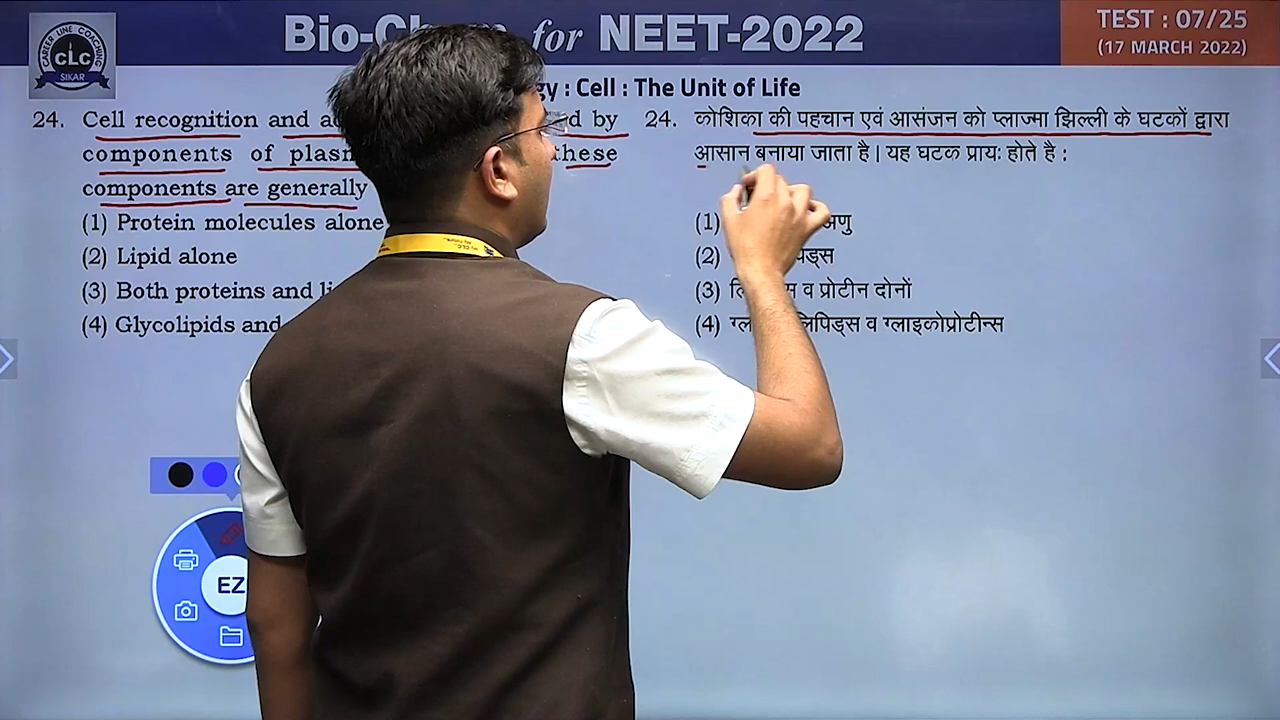 Bio-Chem for NEET-2022
TEST : 07/25
(17 MARCH 2022)
CAREER LINE COACHING
CLC
SIKAR
: Cell : The Unit of Life
24. Cell recognition and by
components of these
components are generally
(1) Protein molecules alone
(2) Lipid alone
(3) Both proteins and
(4) Glycolipids and
24. कोशिका की पहचान एवं आसंजन को प्लाज्मा झिल्ली के घटकों द्वारा
आसान बनाया जाता है। यह घटक प्रायः होते है :
(1) अणु
(2)
(3) व प्रोटीन दोनों
(4) व ग्लाइकोप्रोटीन्स
EZ